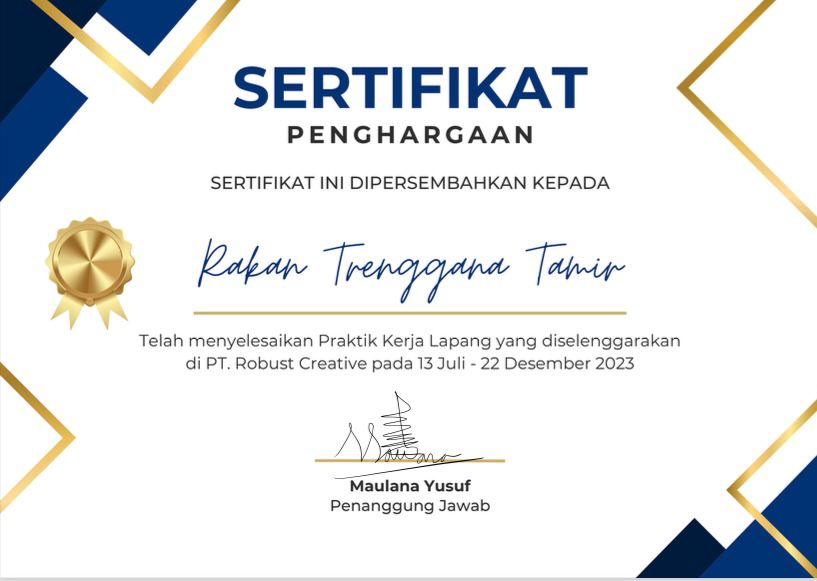 SERTIFIKAT
PENGHARGAAN
SERTIFIKAT INI DIPERSEMBAHKAN KEPADA
Rakan Trenggana Tamir
Telah menyelesaikan Praktik Kerja Lapang yang diselenggarakan
di PT. Robust Creative pada 13 Juli - 22 Desember 2023
Maulana Yusuf
Penanggung Jawab